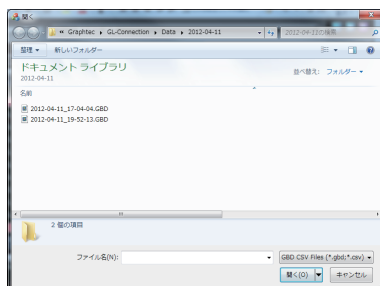 開く
« Graphtec ▸ GL-Connection ▸ Data ▸ 2012-04-11
2012-04-11の検索
整理 ▼ 新しいフォルダー
ドキュメント ライブラリ
2012-04-11
並べ替え: フォルダー ▼
名前
2012-04-11_17-04-04.GBD
2012-04-11_19-52-13.GBD
2 個の項目
ファイル名(N):
GBD CSV Files (*.gbd;*.csv)
開く(O) キャンセル